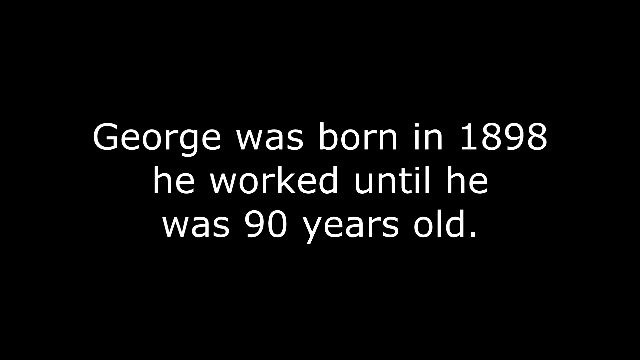 George was born in 1898
he worked until he
was 90 years old.